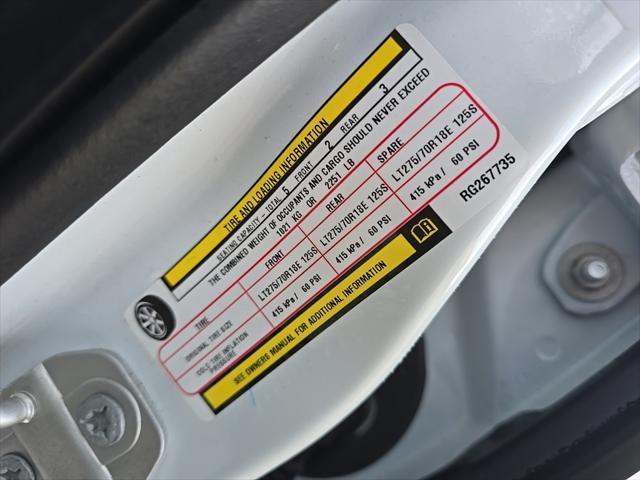 TIRE AND LOADING INFORMATION
SEATING CAPACITY - TOTAL 5 FRONT 2 REAR 3
THE COMBINED WEIGHT OF OCCUPANTS AND CARGO SHOULD NEVER EXCEED
1021 KG OR 2251 LB
TIRE FRONT REAR SPARE
ORIGINAL TIRE SIZE LT275/70R18E 125S LT275/70R18E 125S LT275/70R18E 125S
COLD TIRE INFLATION PRESSURE 415 kPa / 60 PSI 415 kPa / 60 PSI 415 kPa / 60 PSI
SEE OWNERS MANUAL FOR ADDITIONAL INFORMATION
RG267735